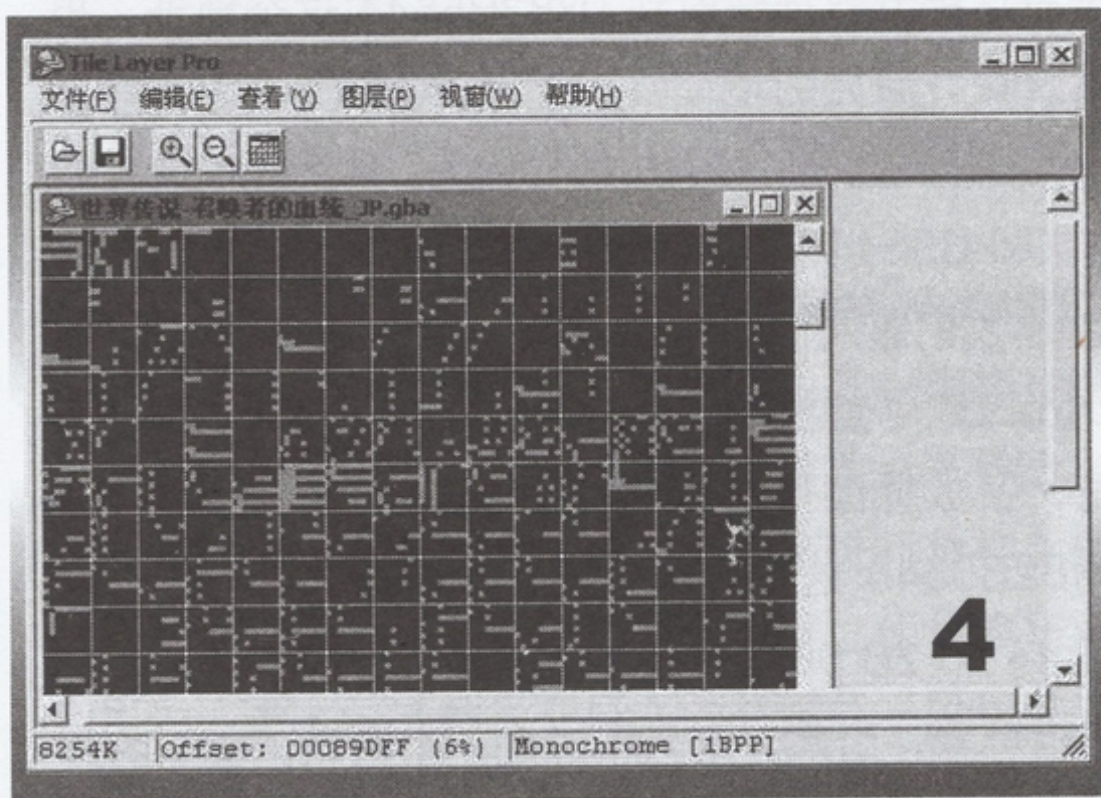 Tile Layer Pro
文件(F) 编辑(E) 查看(V) 图层(P) 视窗(W) 帮助(H)
世界传说-召唤者的血统_JP.gba
4
8254K Offset: 00089DFF (6%) Monochrome [1BPP]